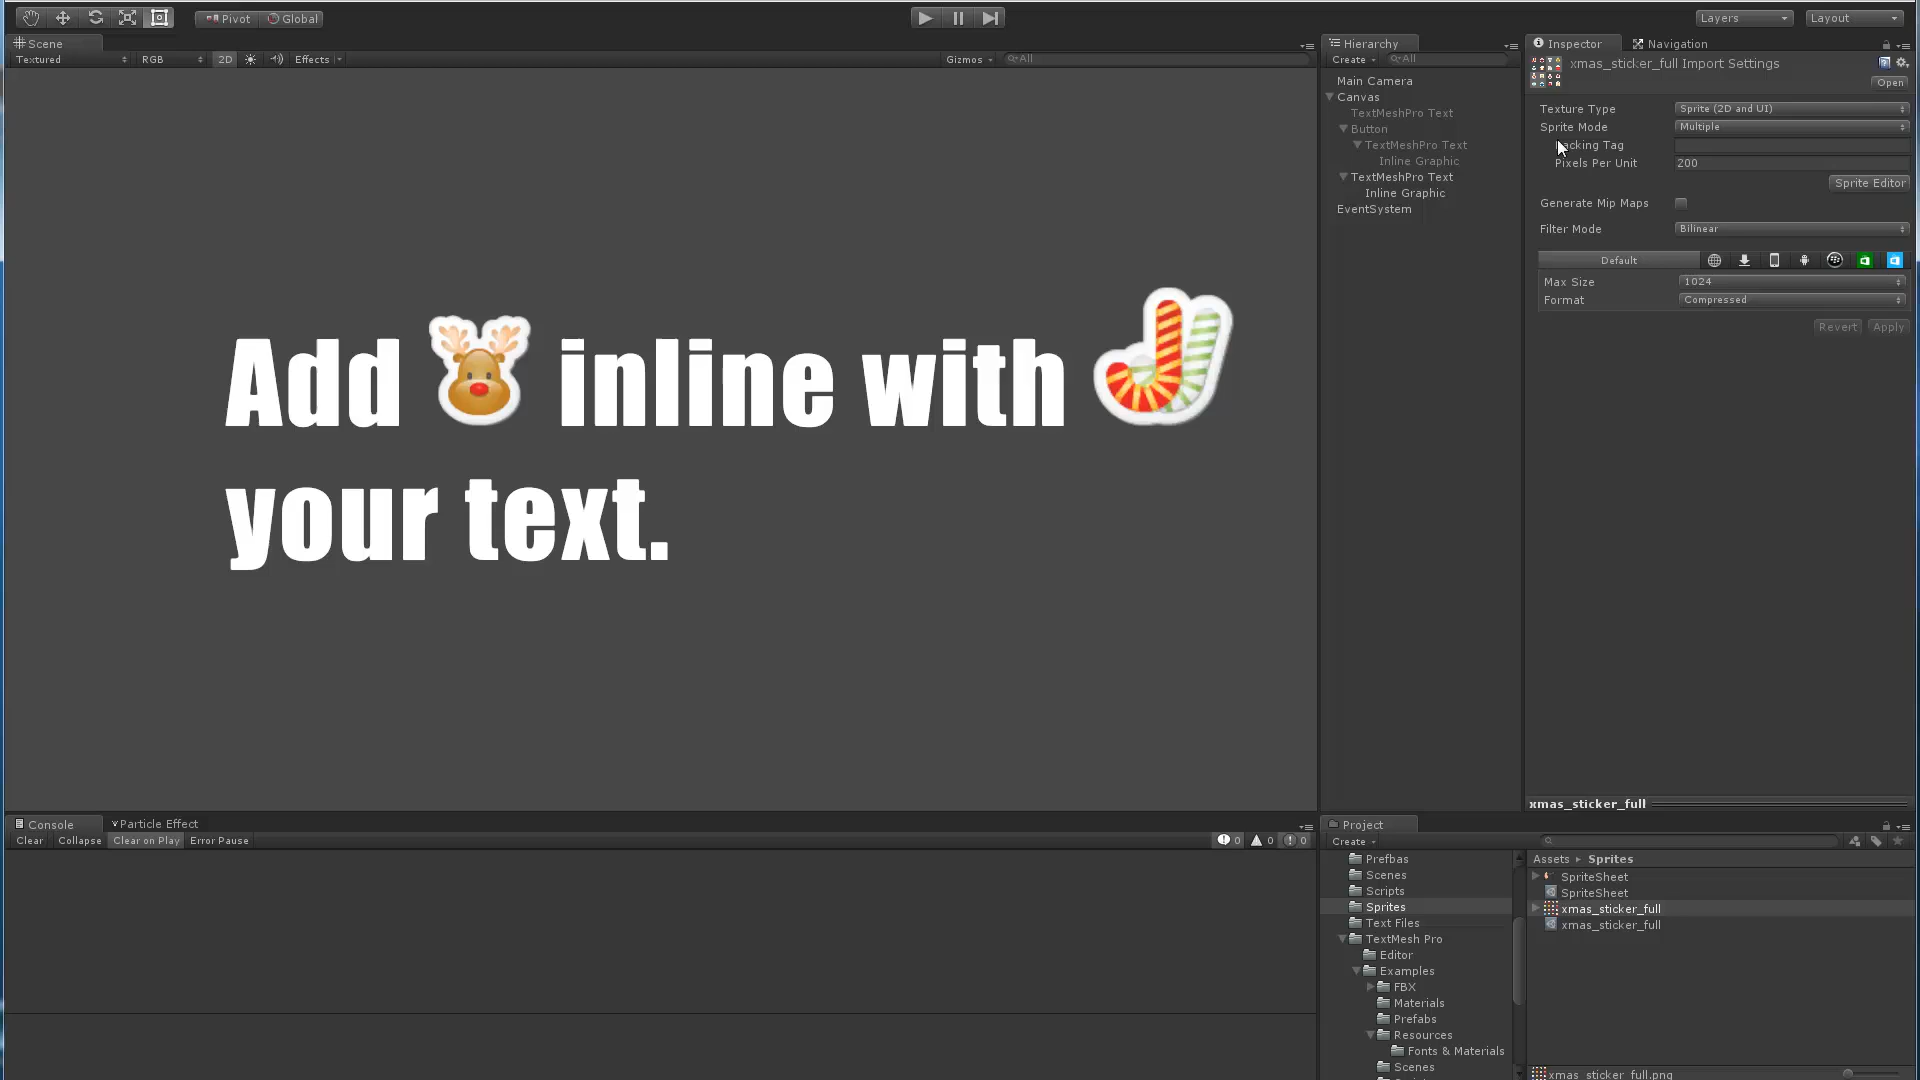 Pivot Global Layers Layout
Scene
Textured RGB 2D Effects Gizmos All
Add inline with
your text.
Hierarchy
Create All
Main Camera
Canvas
TextMeshPro Text
Button
TextMeshPro Text
Inline Graphic
TextMeshPro Text
Inline Graphic
EventSystem
Inspector Navigation
xmas_sticker_full Import Settings
Open
Texture Type Sprite (2D and UI)
Sprite Mode Multiple
acking Tag
Pixels Per Unit 200
Sprite Editor
Generate Mip Maps
Filter Mode Bilinear
Default
Max Size 1024
Format Compressed
Revert Apply
xmas_sticker_full
Console Particle Effect
Clear Collapse Clear on Play Error Pause 0 0 0
Project
Create
Prefbas
Scenes
Scripts
Sprites
Text Files
TextMesh Pro
Editor
Examples
FBX
Materials
Prefabs
Resources
Fonts & Materials
Scenes
Assets Sprites
SpriteSheet
SpriteSheet
xmas_sticker_full
xmas_sticker_full
xmas_sticker_full.png